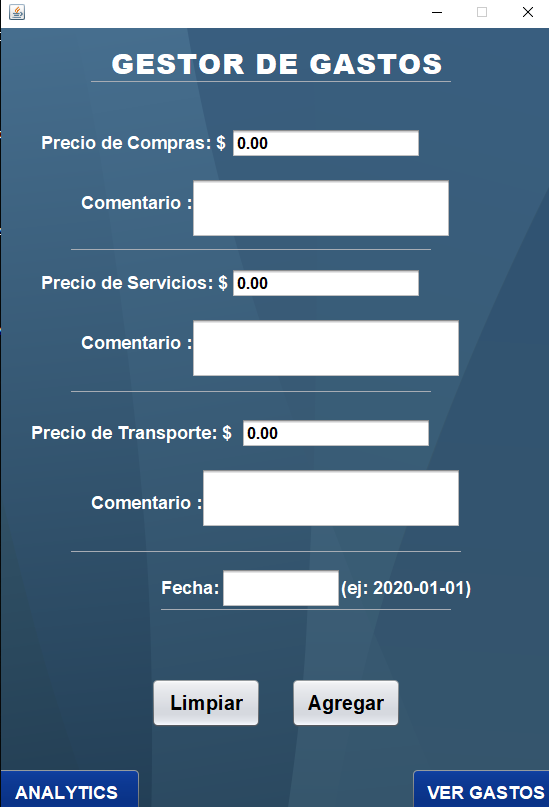 GESTOR DE GASTOS
Precio de Compras: $ 0.00
Comentario :
Precio de Servicios: $ 0.00
Comentario :
Precio de Transporte: $ 0.00
Comentario :
Fecha: (ej: 2020-01-01)
Limpiar Agregar
ANALYTICS VER GASTOS